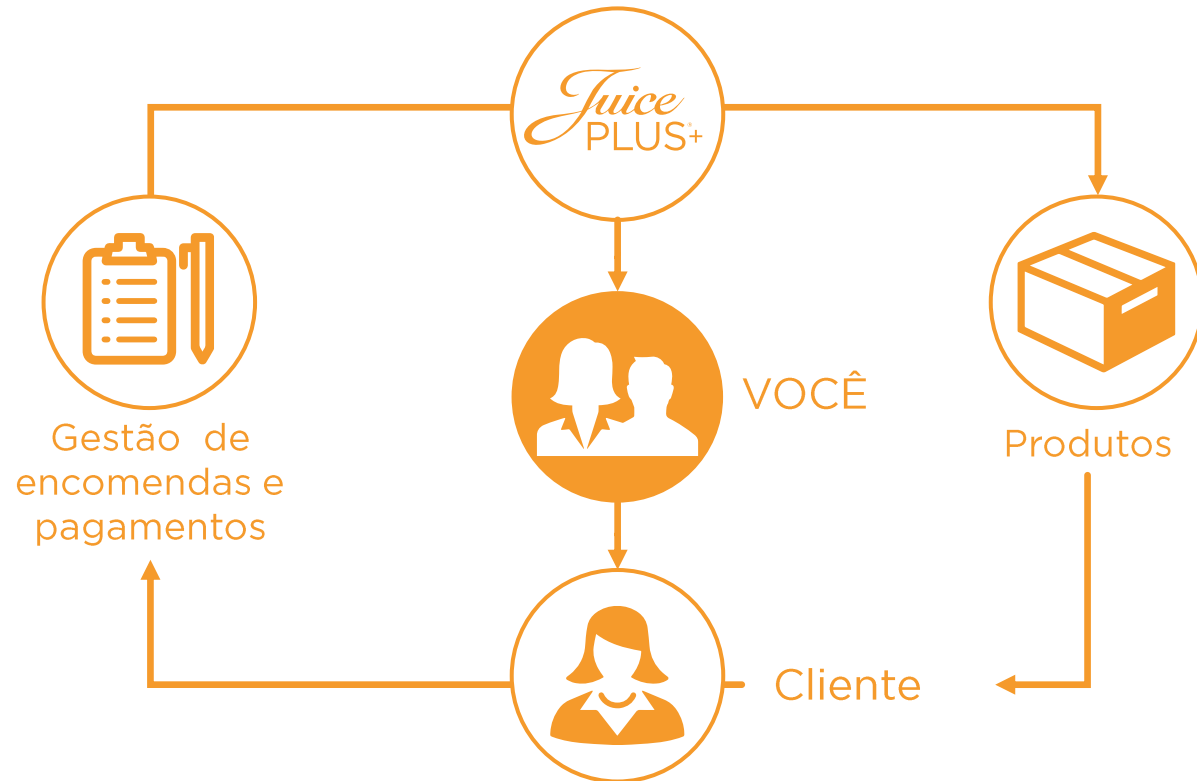 Juice
PLUS®+
VOCÊ
Gestão de
encomendas e
pagamentos
Produtos
Cliente